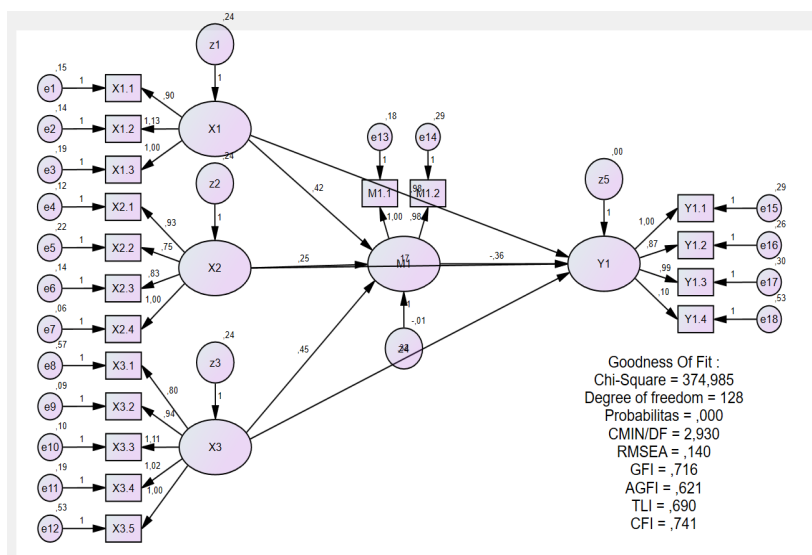 ,24
z1
1
,15
e1 1 X1.1
,90
,14
e2 1 X1.2 1,13 X1
,19
e3 1 X1.3 1,00
,24
z2
1
,12
e4 1 X2.1
,93
,22
e5 1 X2.2 ,75
,14
e6 1 X2.3 ,83 X2
,06
e7 1 X2.4 1,00
,24
z3
1
,57
e8 1 X3.1 ,80
,09
e9 1 X3.2 ,94
,10
e10 1 X3.3 1,11 X3
,19
e11 1 X3.4 1,02
,53
e12 1 X3.5 1,00
,42
,25
,45
,18
e13
1
,29
e14
1
M1.1 M1.2
,98
1,00 ,98
,17
M1
-,36
1
-,01
,00
z5
1
Y1
1,00 Y1.1 1 e15 ,29
,87 Y1.2 1 e16 ,26
,99 Y1.3 1 e17 ,30
,10 Y1.4 1 e18 ,53
Goodness Of Fit :
Chi-Square = 374,985
Degree of freedom = 128
Probabilitas = ,000
CMIN/DF = 2,930
RMSEA = ,140
GFI = ,716
AGFI = ,621
TLI = ,690
CFI = ,741